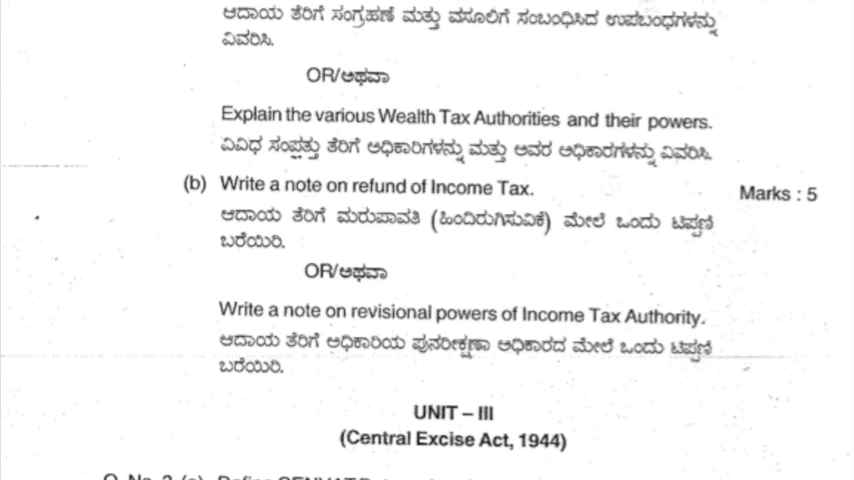 ಆದಾಯ ತೆರಿಗೆ ಸಂಗ್ರಹಣೆ ಮತ್ತು ವಸೂಲಿಗೆ ಸಂಬಂಧಿಸಿದ ಉಪಬಂಧಗಳನ್ನು
ವಿವರಿಸಿ.
OR/ಅಥವಾ
Explain the various Wealth Tax Authorities and their powers.
ವಿವಿಧ ಸಂಪತ್ತು ತೆರಿಗೆ ಅಧಿಕಾರಿಗಳನ್ನು ಮತ್ತು ಅವರ ಅಧಿಕಾರಗಳನ್ನು ವಿವರಿಸಿ.
(b) Write a note on refund of Income Tax. Marks : 5
ಆದಾಯ ತೆರಿಗೆ ಮರುಪಾವತಿ (ಹಿಂದಿರುಗಿಸುವಿಕೆ) ಮೇಲೆ ಒಂದು ಟಿಪ್ಪಣಿ
ಬರೆಯಿರಿ.
OR/ಅಥವಾ
Write a note on revisional powers of Income Tax Authority.
ಆದಾಯ ತೆರಿಗೆ ಅಧಿಕಾರಿಯ ಪುನರೀಕ್ಷಣಾ ಅಧಿಕಾರದ ಮೇಲೆ ಒಂದು ಟಿಪ್ಪಣಿ
ಬರೆಯಿರಿ.
UNIT – III
(Central Excise Act, 1944)
(a) Define CENVAT